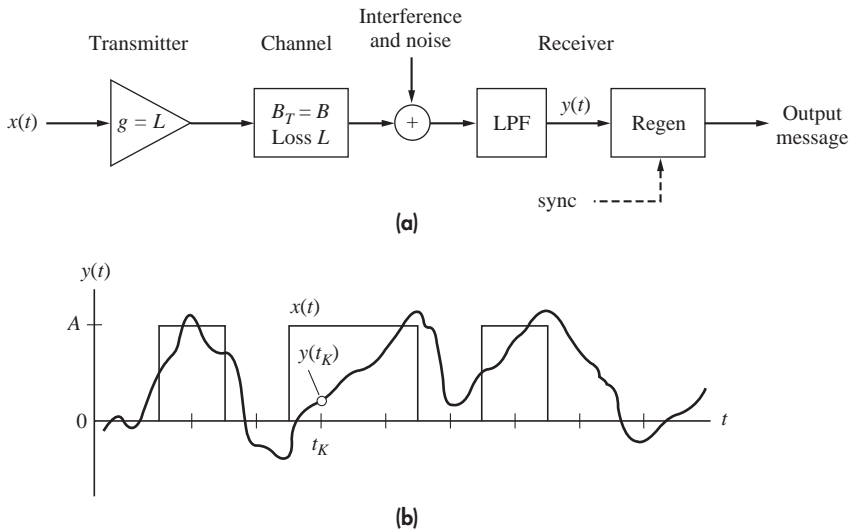 Interference
and noise
Transmitter
Channel
Receiver
x(t)
g = L
B_T = B
Loss L
+
LPF
y(t)
Regen
Output
message
sync
(a)
y(t)
A
x(t)
y(t_K)
0
t_K
t
(b)